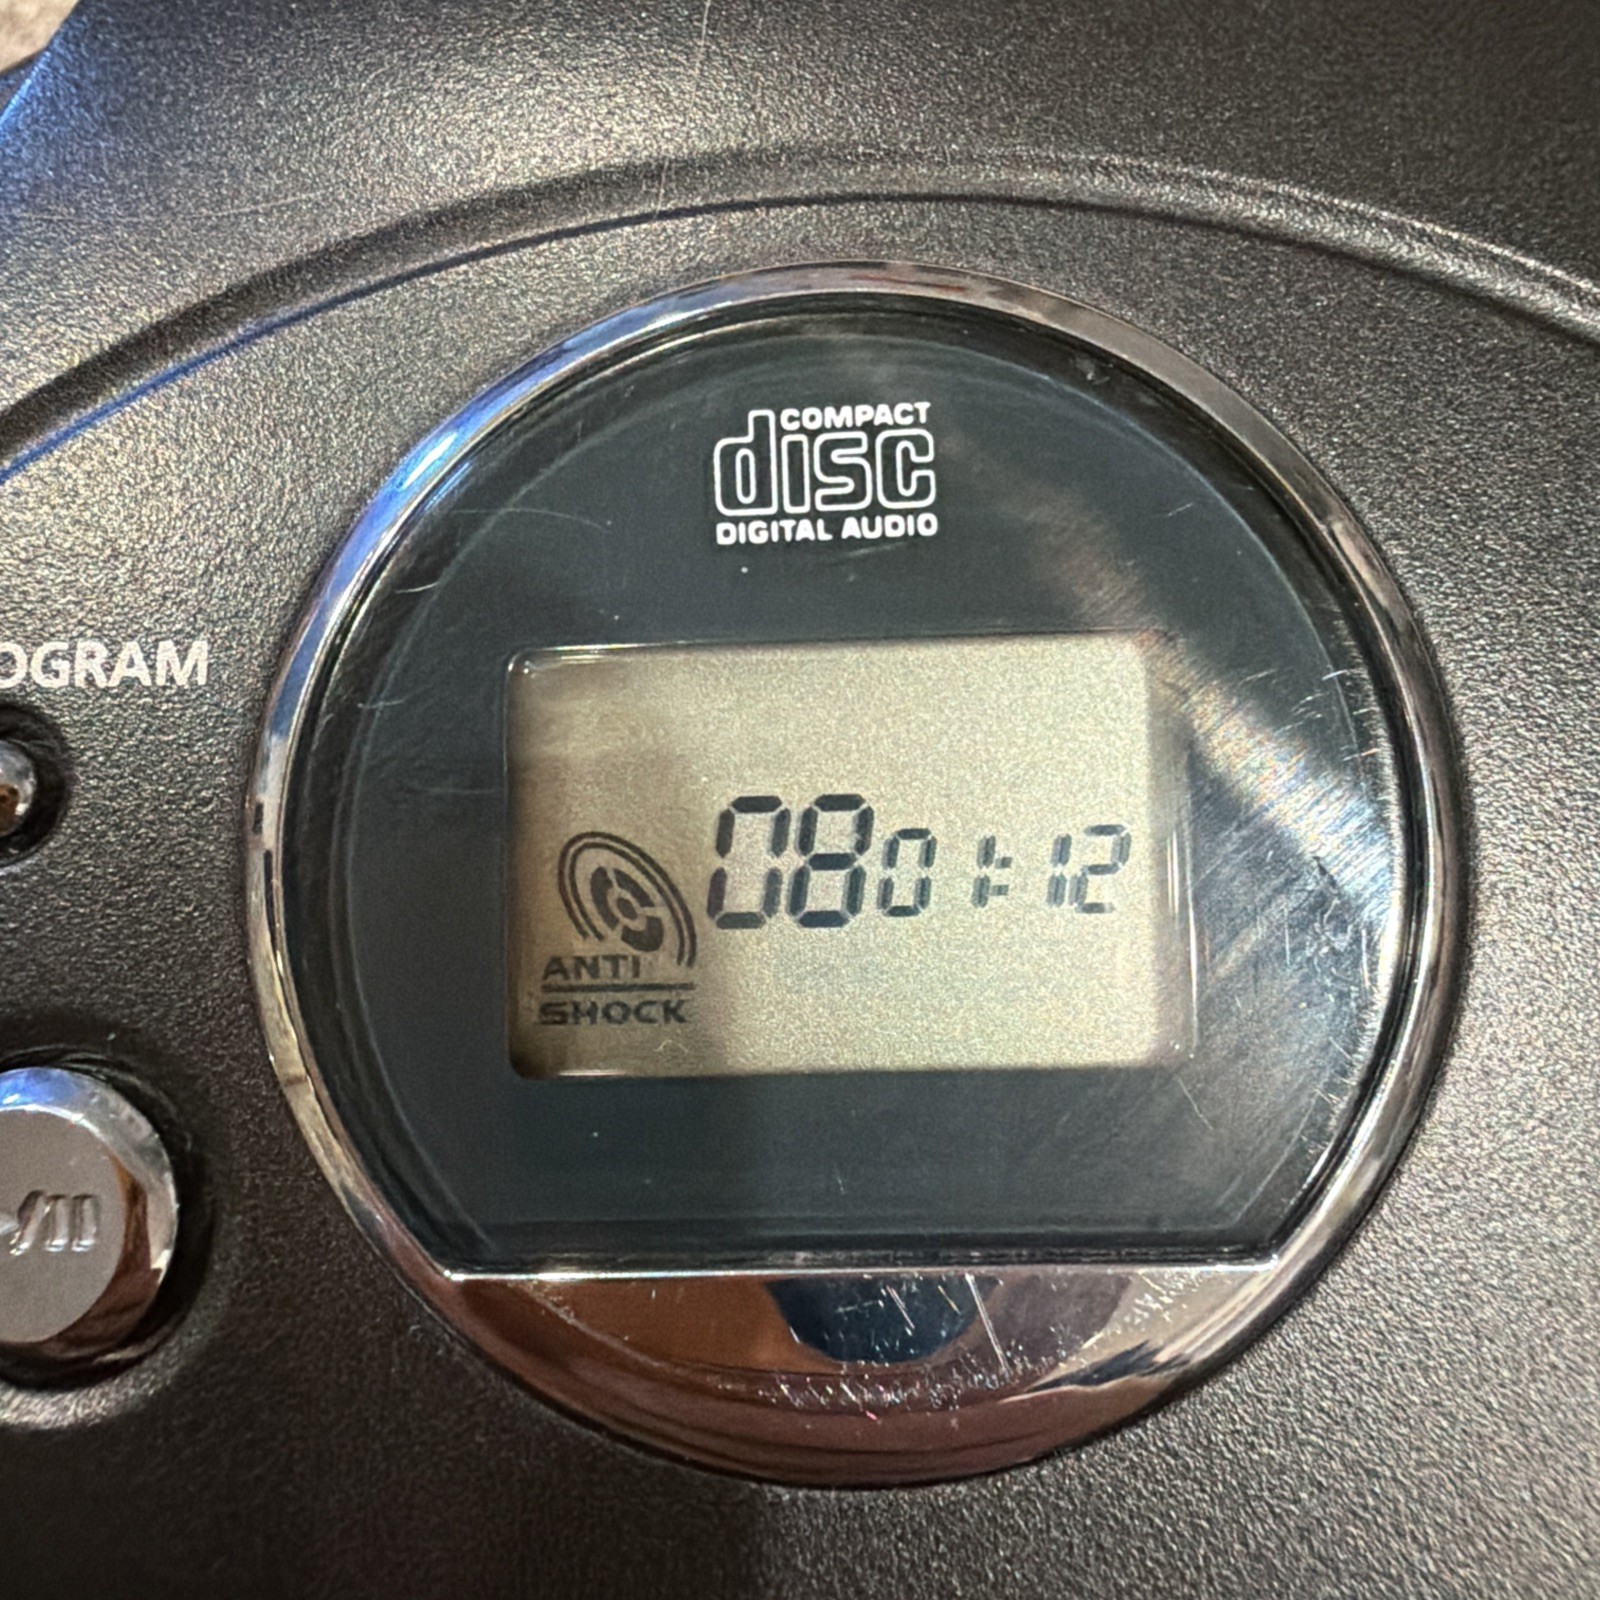 COMPACT
disc
DIGITAL AUDIO
OGRAM
08 01:12
ANTI
SHOCK